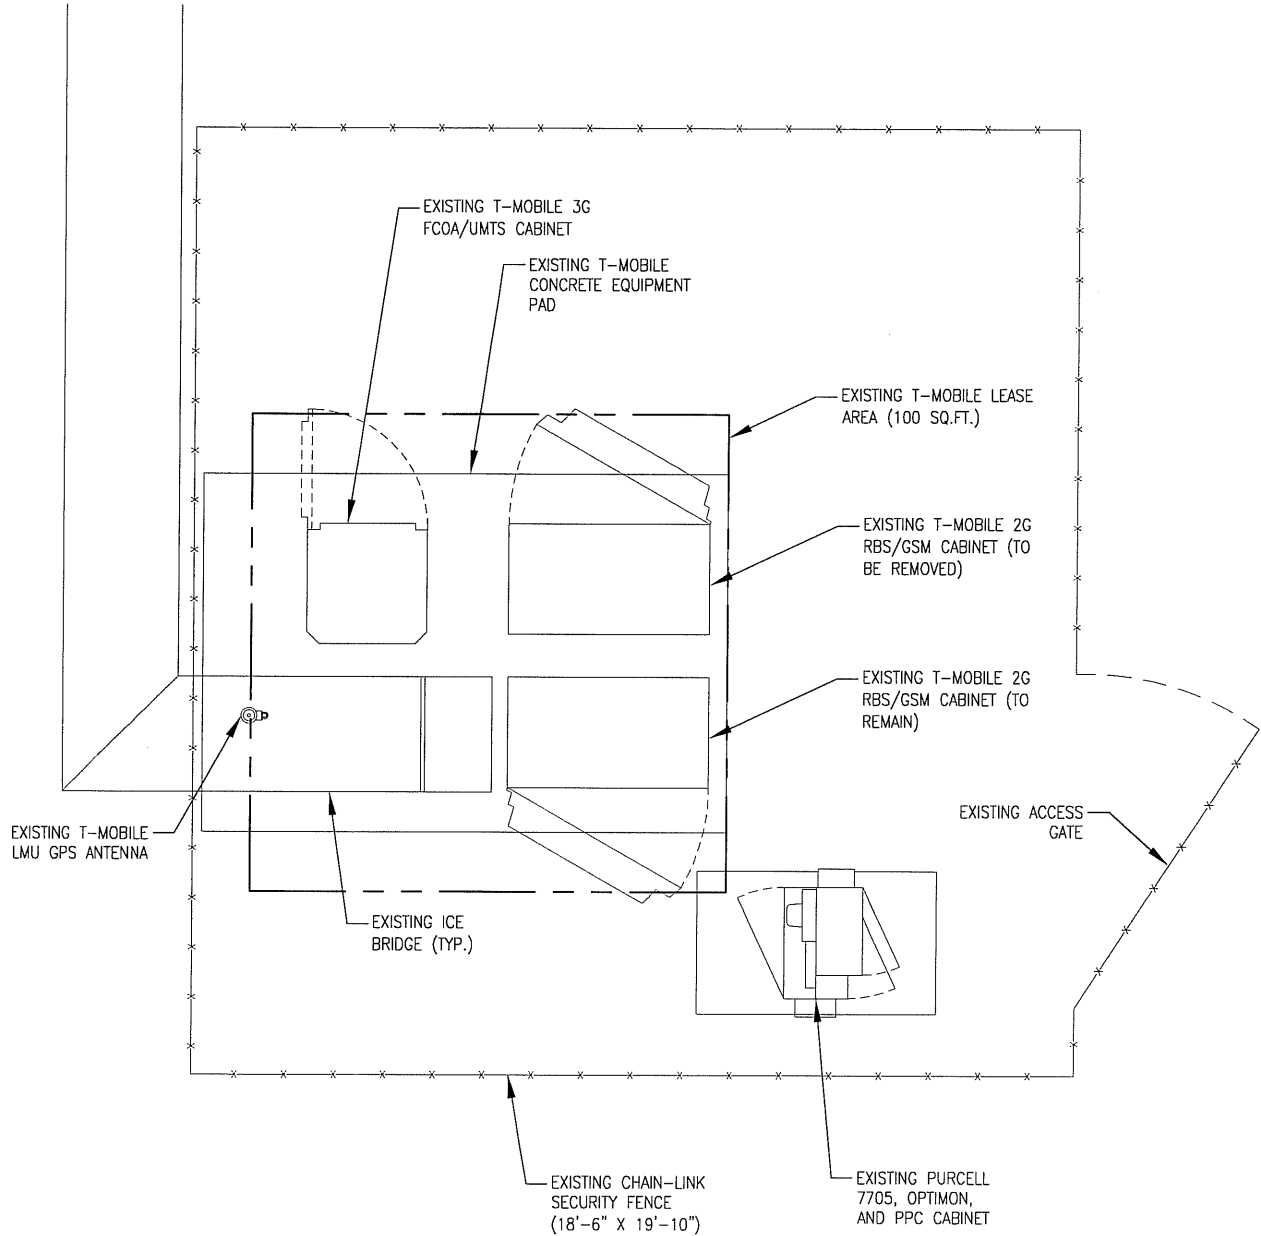 EXISTING T-MOBILE 3G
FCOA/UMTS CABINET
EXISTING T-MOBILE
CONCRETE EQUIPMENT
PAD
EXISTING T-MOBILE LEASE
AREA (100 SQ.FT.)
EXISTING T-MOBILE 2G
RBS/GSM CABINET (TO
BE REMOVED)
EXISTING T-MOBILE 2G
RBS/GSM CABINET (TO
REMAIN)
EXISTING ACCESS
GATE
EXISTING T-MOBILE
LMU GPS ANTENNA
EXISTING ICE
BRIDGE (TYP.)
EXISTING CHAIN-LINK
SECURITY FENCE
(18'-6" X 19'-10")
EXISTING PURCELL
7705, OPTIMON,
AND PPC CABINET